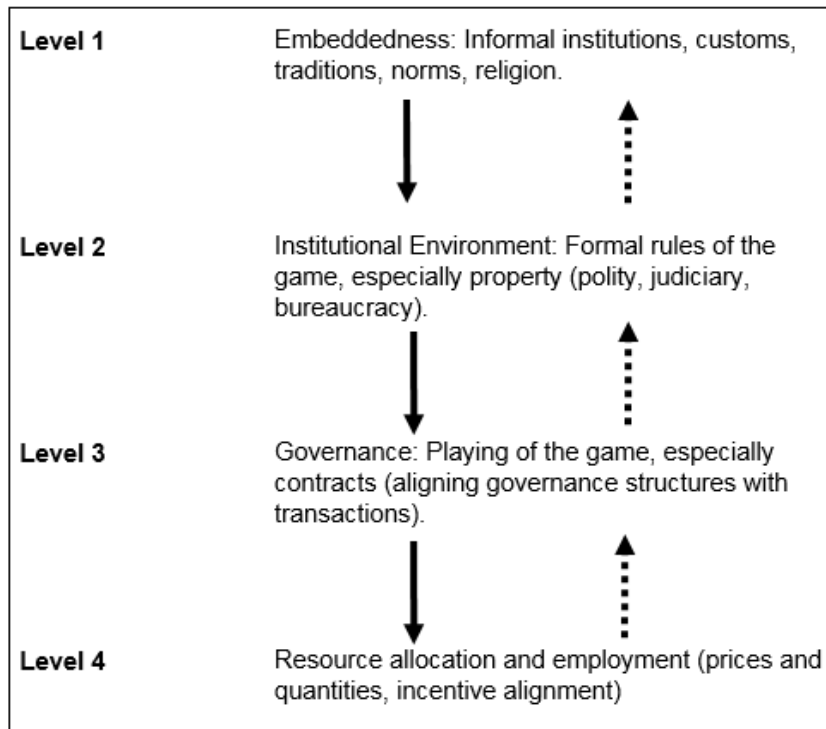 Level 1
Embeddedness: Informal institutions, customs,
traditions, norms, religion.
Level 2
Institutional Environment: Formal rules of the
game, especially property (polity, judiciary,
bureaucracy).
Level 3
Governance: Playing of the game, especially
contracts (aligning governance structures with
transactions).
Level 4
Resource allocation and employment (prices and
quantities, incentive alignment)